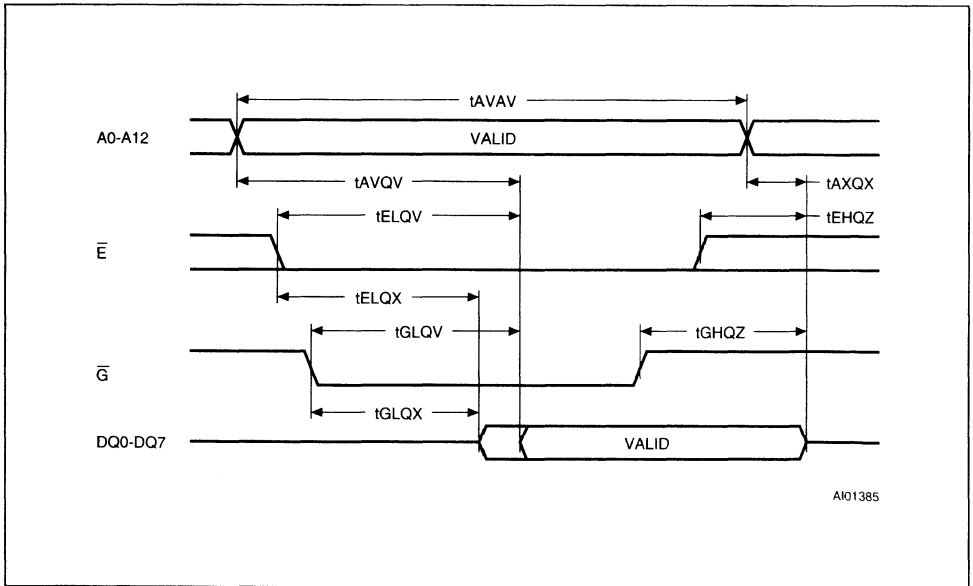 tAVAV
A0-A12
VALID
tAVQV
tAXQX
tELQV
tEHQZ
E̅
tELQX
tGLQV
tGHQZ
G̅
tGLQX
DQ0-DQ7
VALID
AI01385